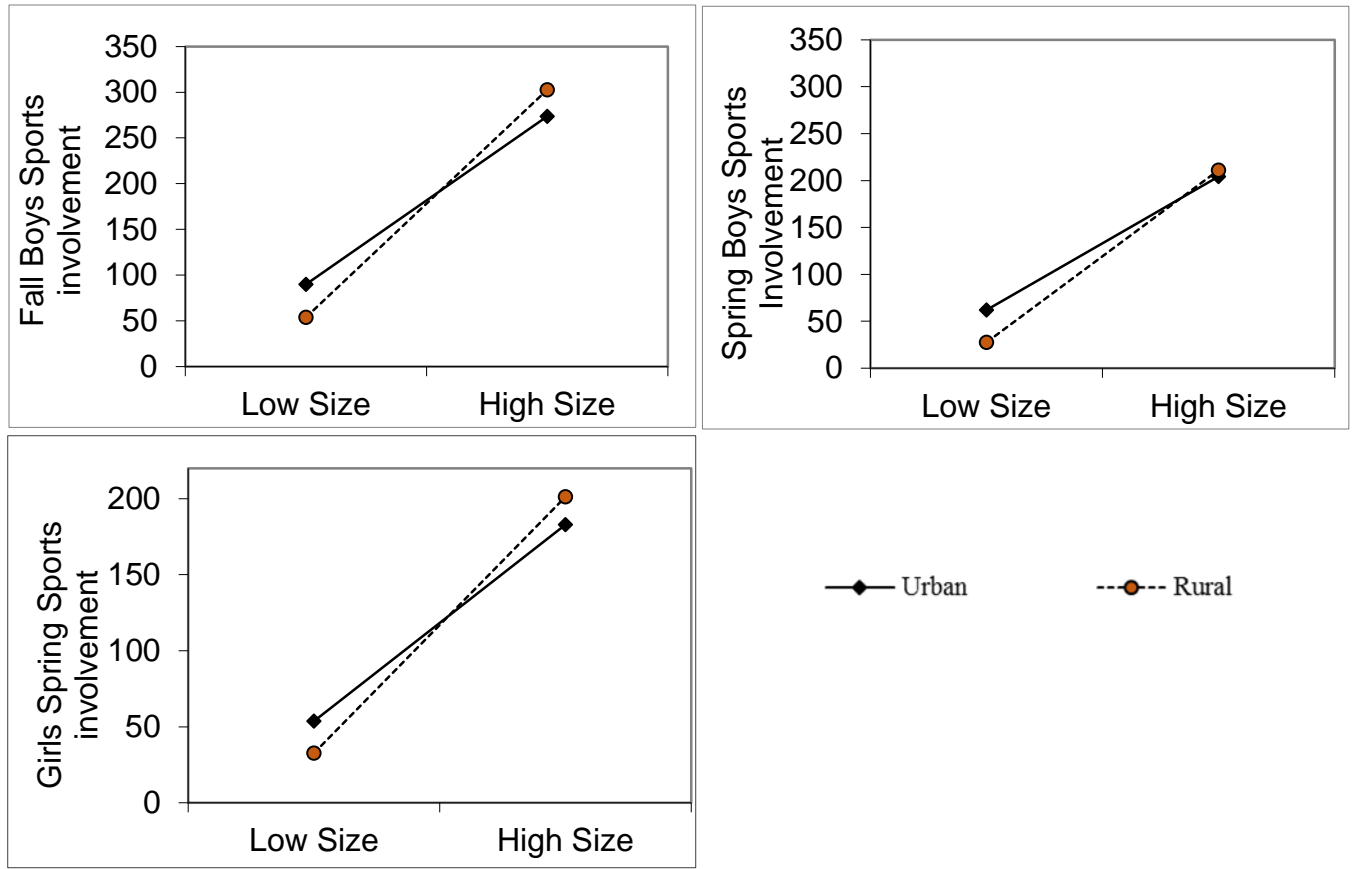 Fall Boys Sports
involvement
350
300
250
200
150
100
50
0
Low Size
High Size
Spring Boys Sports
Involvement
350
300
250
200
150
100
50
0
Low Size
High Size
Girls Spring Sports
involvement
200
150
100
50
0
Low Size
High Size
Urban
Rural